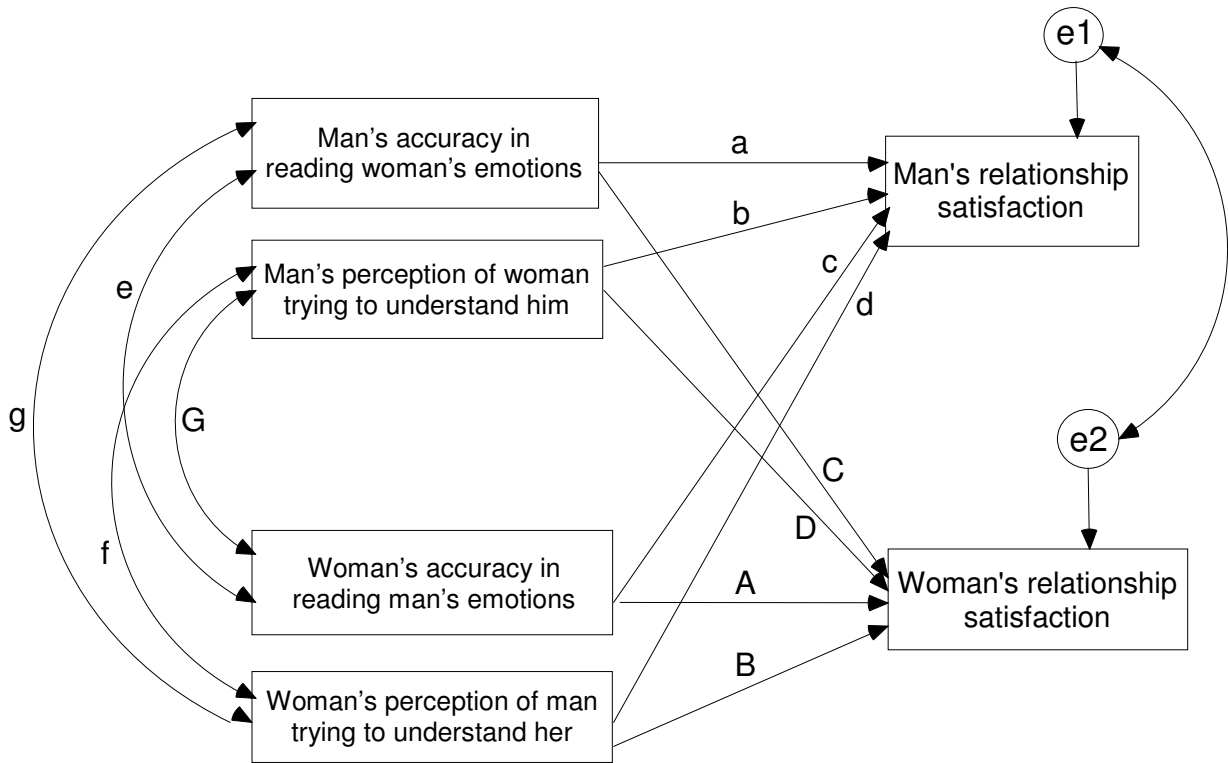 e1
Man’s accuracy in
reading woman’s emotions
a
Man's relationship
satisfaction
b
Man’s perception of woman
trying to understand him
c
d
e
g
G
f
C
D
e2
Woman’s accuracy in
reading man’s emotions
A
Woman's relationship
satisfaction
B
Woman’s perception of man
trying to understand her